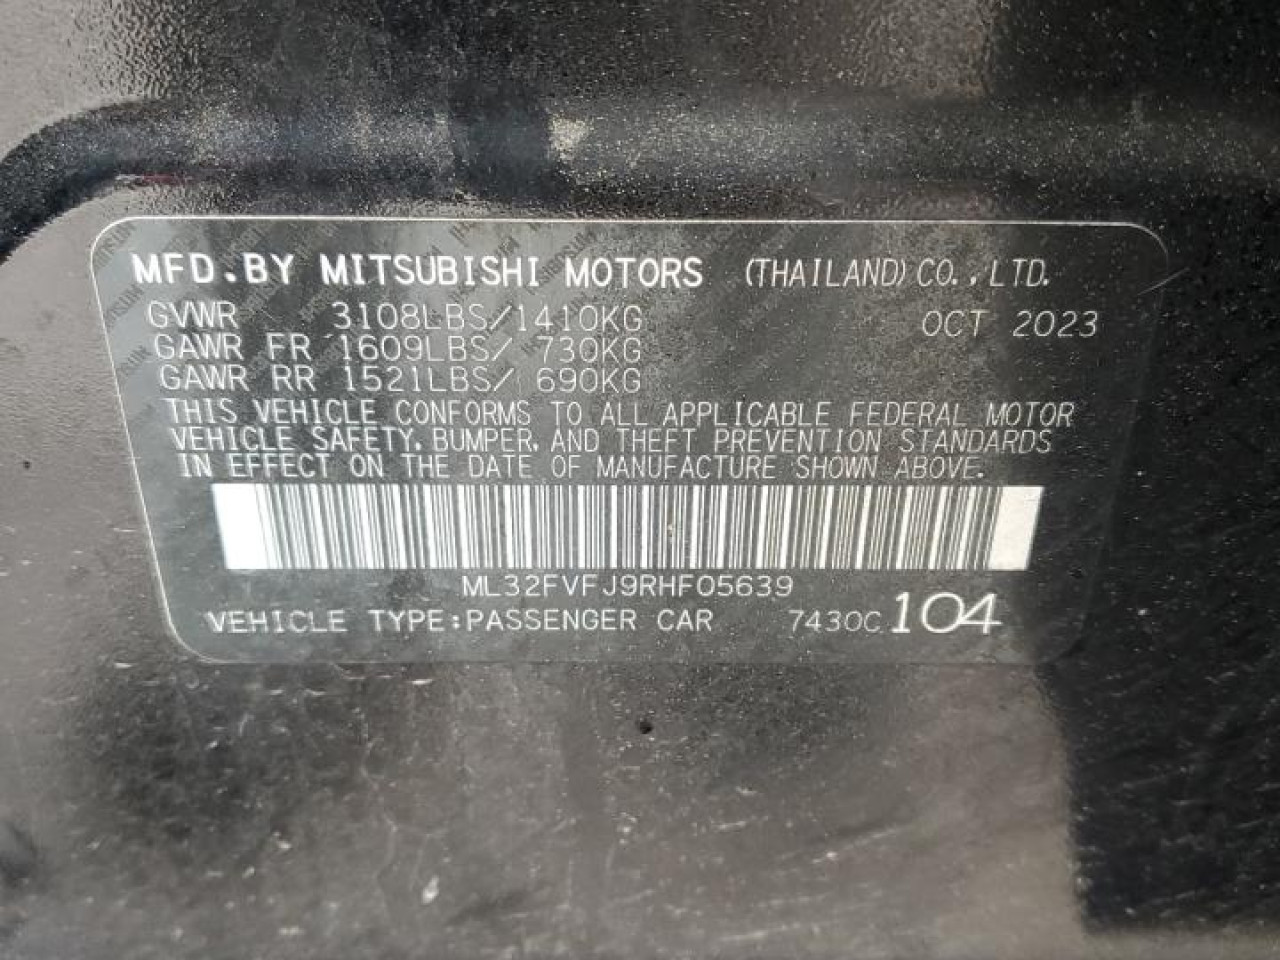 MFD.BY MITSUBISHI MOTORS (THAILAND) CO., LTD.
GVWR 3108LBS/1410KG OCT 2023
GAWR FR 1609LBS/ 730KG
GAWR RR 1521LBS/ 690KG
THIS VEHICLE CONFORMS TO ALL APPLICABLE FEDERAL MOTOR
VEHICLE SAFETY, BUMPER, AND THEFT PREVENTION STANDARDS
IN EFFECT ON THE DATE OF MANUFACTURE SHOWN ABOVE.
ML32FVFJ9RHF05639
VEHICLE TYPE:PASSENGER CAR 7430C 104